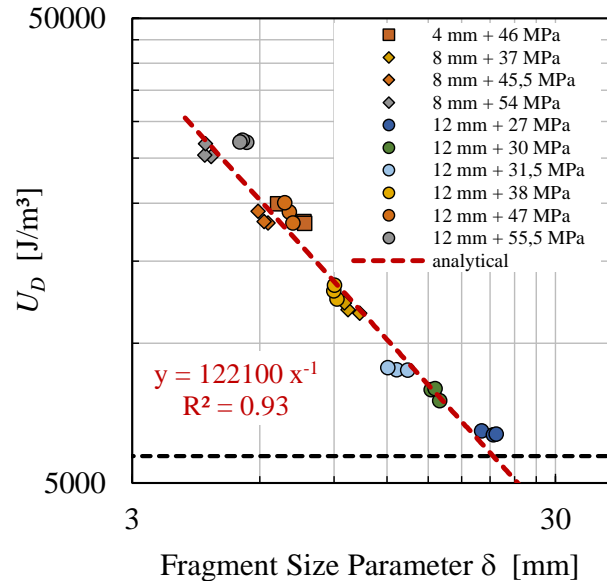 50000
4 mm + 46 MPa
8 mm + 37 MPa
8 mm + 45,5 MPa
8 mm + 54 MPa
12 mm + 27 MPa
12 mm + 30 MPa
12 mm + 31,5 MPa
12 mm + 38 MPa
12 mm + 47 MPa
12 mm + 55,5 MPa
analytical
U_D [J/m³]
y = 122100 x⁻¹
R² = 0.93
5000
3 30
Fragment Size Parameter δ [mm]